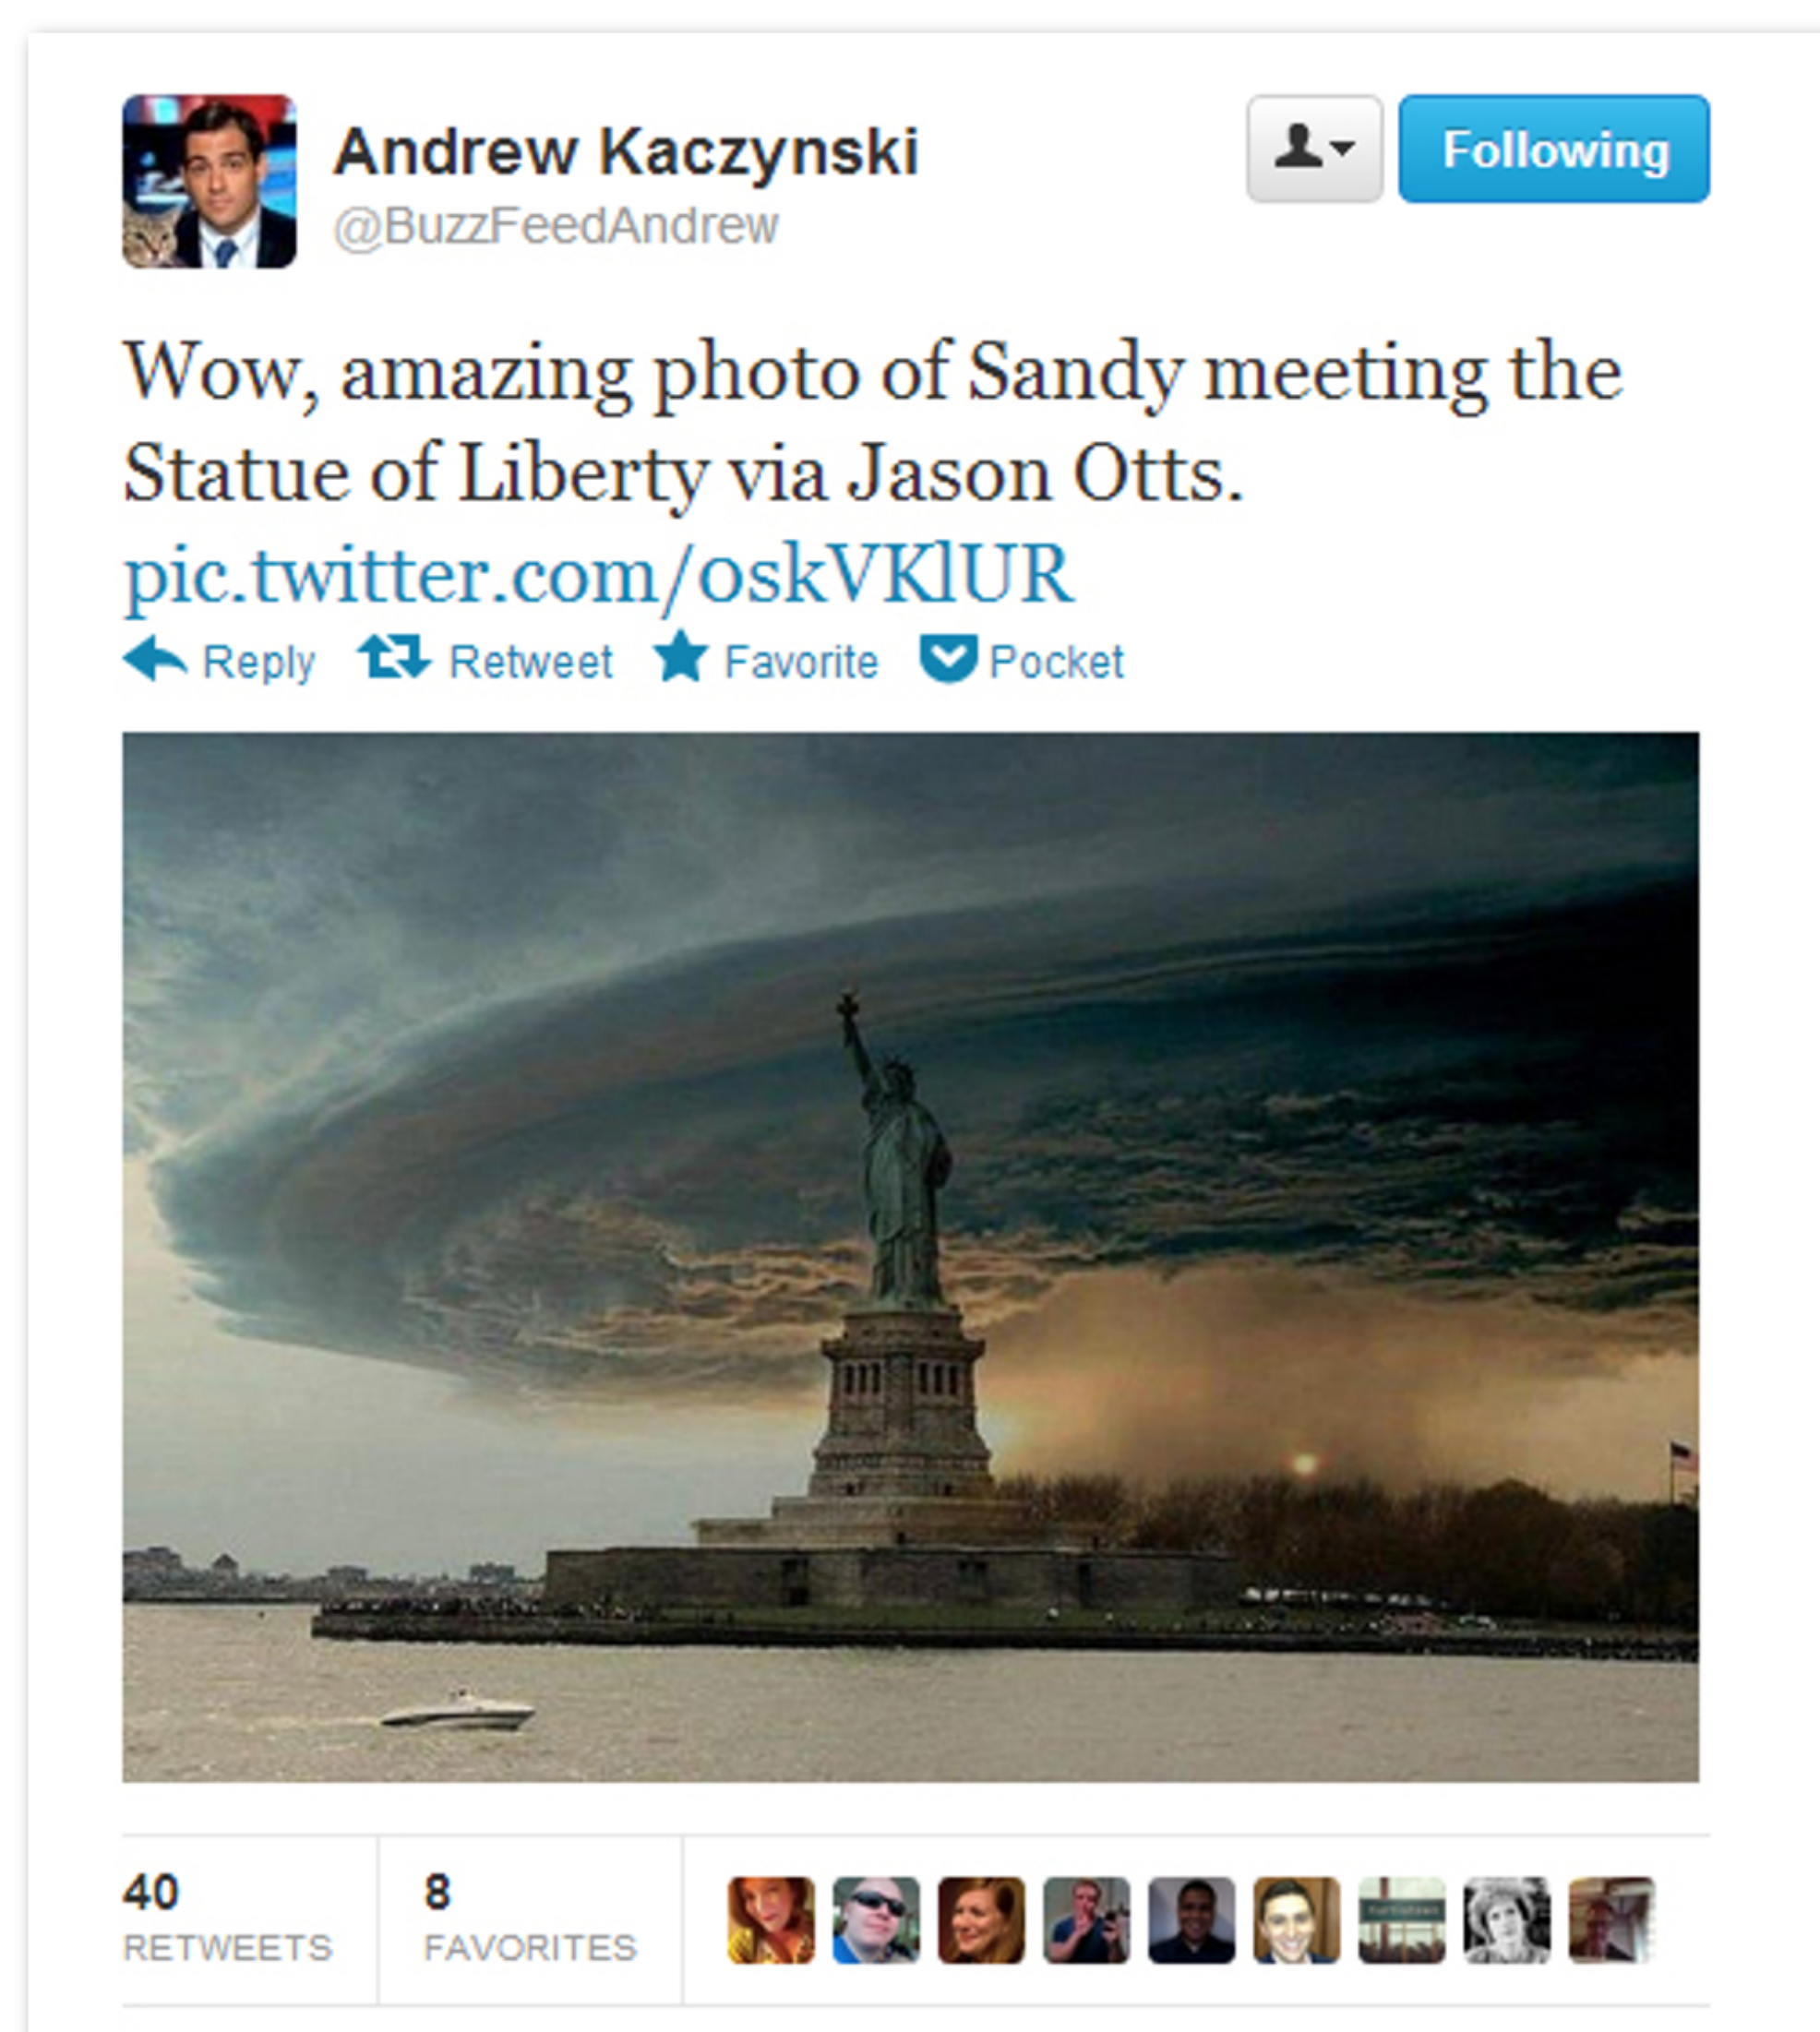 Andrew Kaczynski
@BuzzFeedAndrew
Following
Wow, amazing photo of Sandy meeting the
Statue of Liberty via Jason Otts.
pic.twitter.com/oskVKlUR
Reply Retweet Favorite Pocket
40
RETWEETS
8
FAVORITES